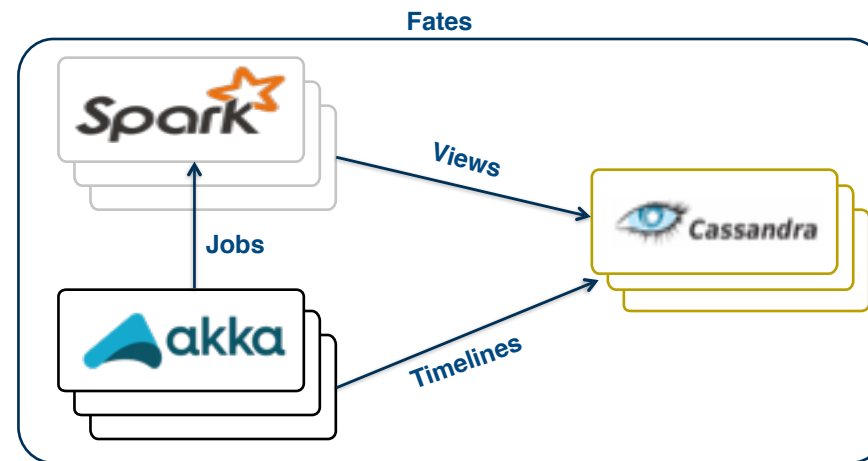 Fates
Spark
Views
Cassandra
Jobs
akka
Timelines